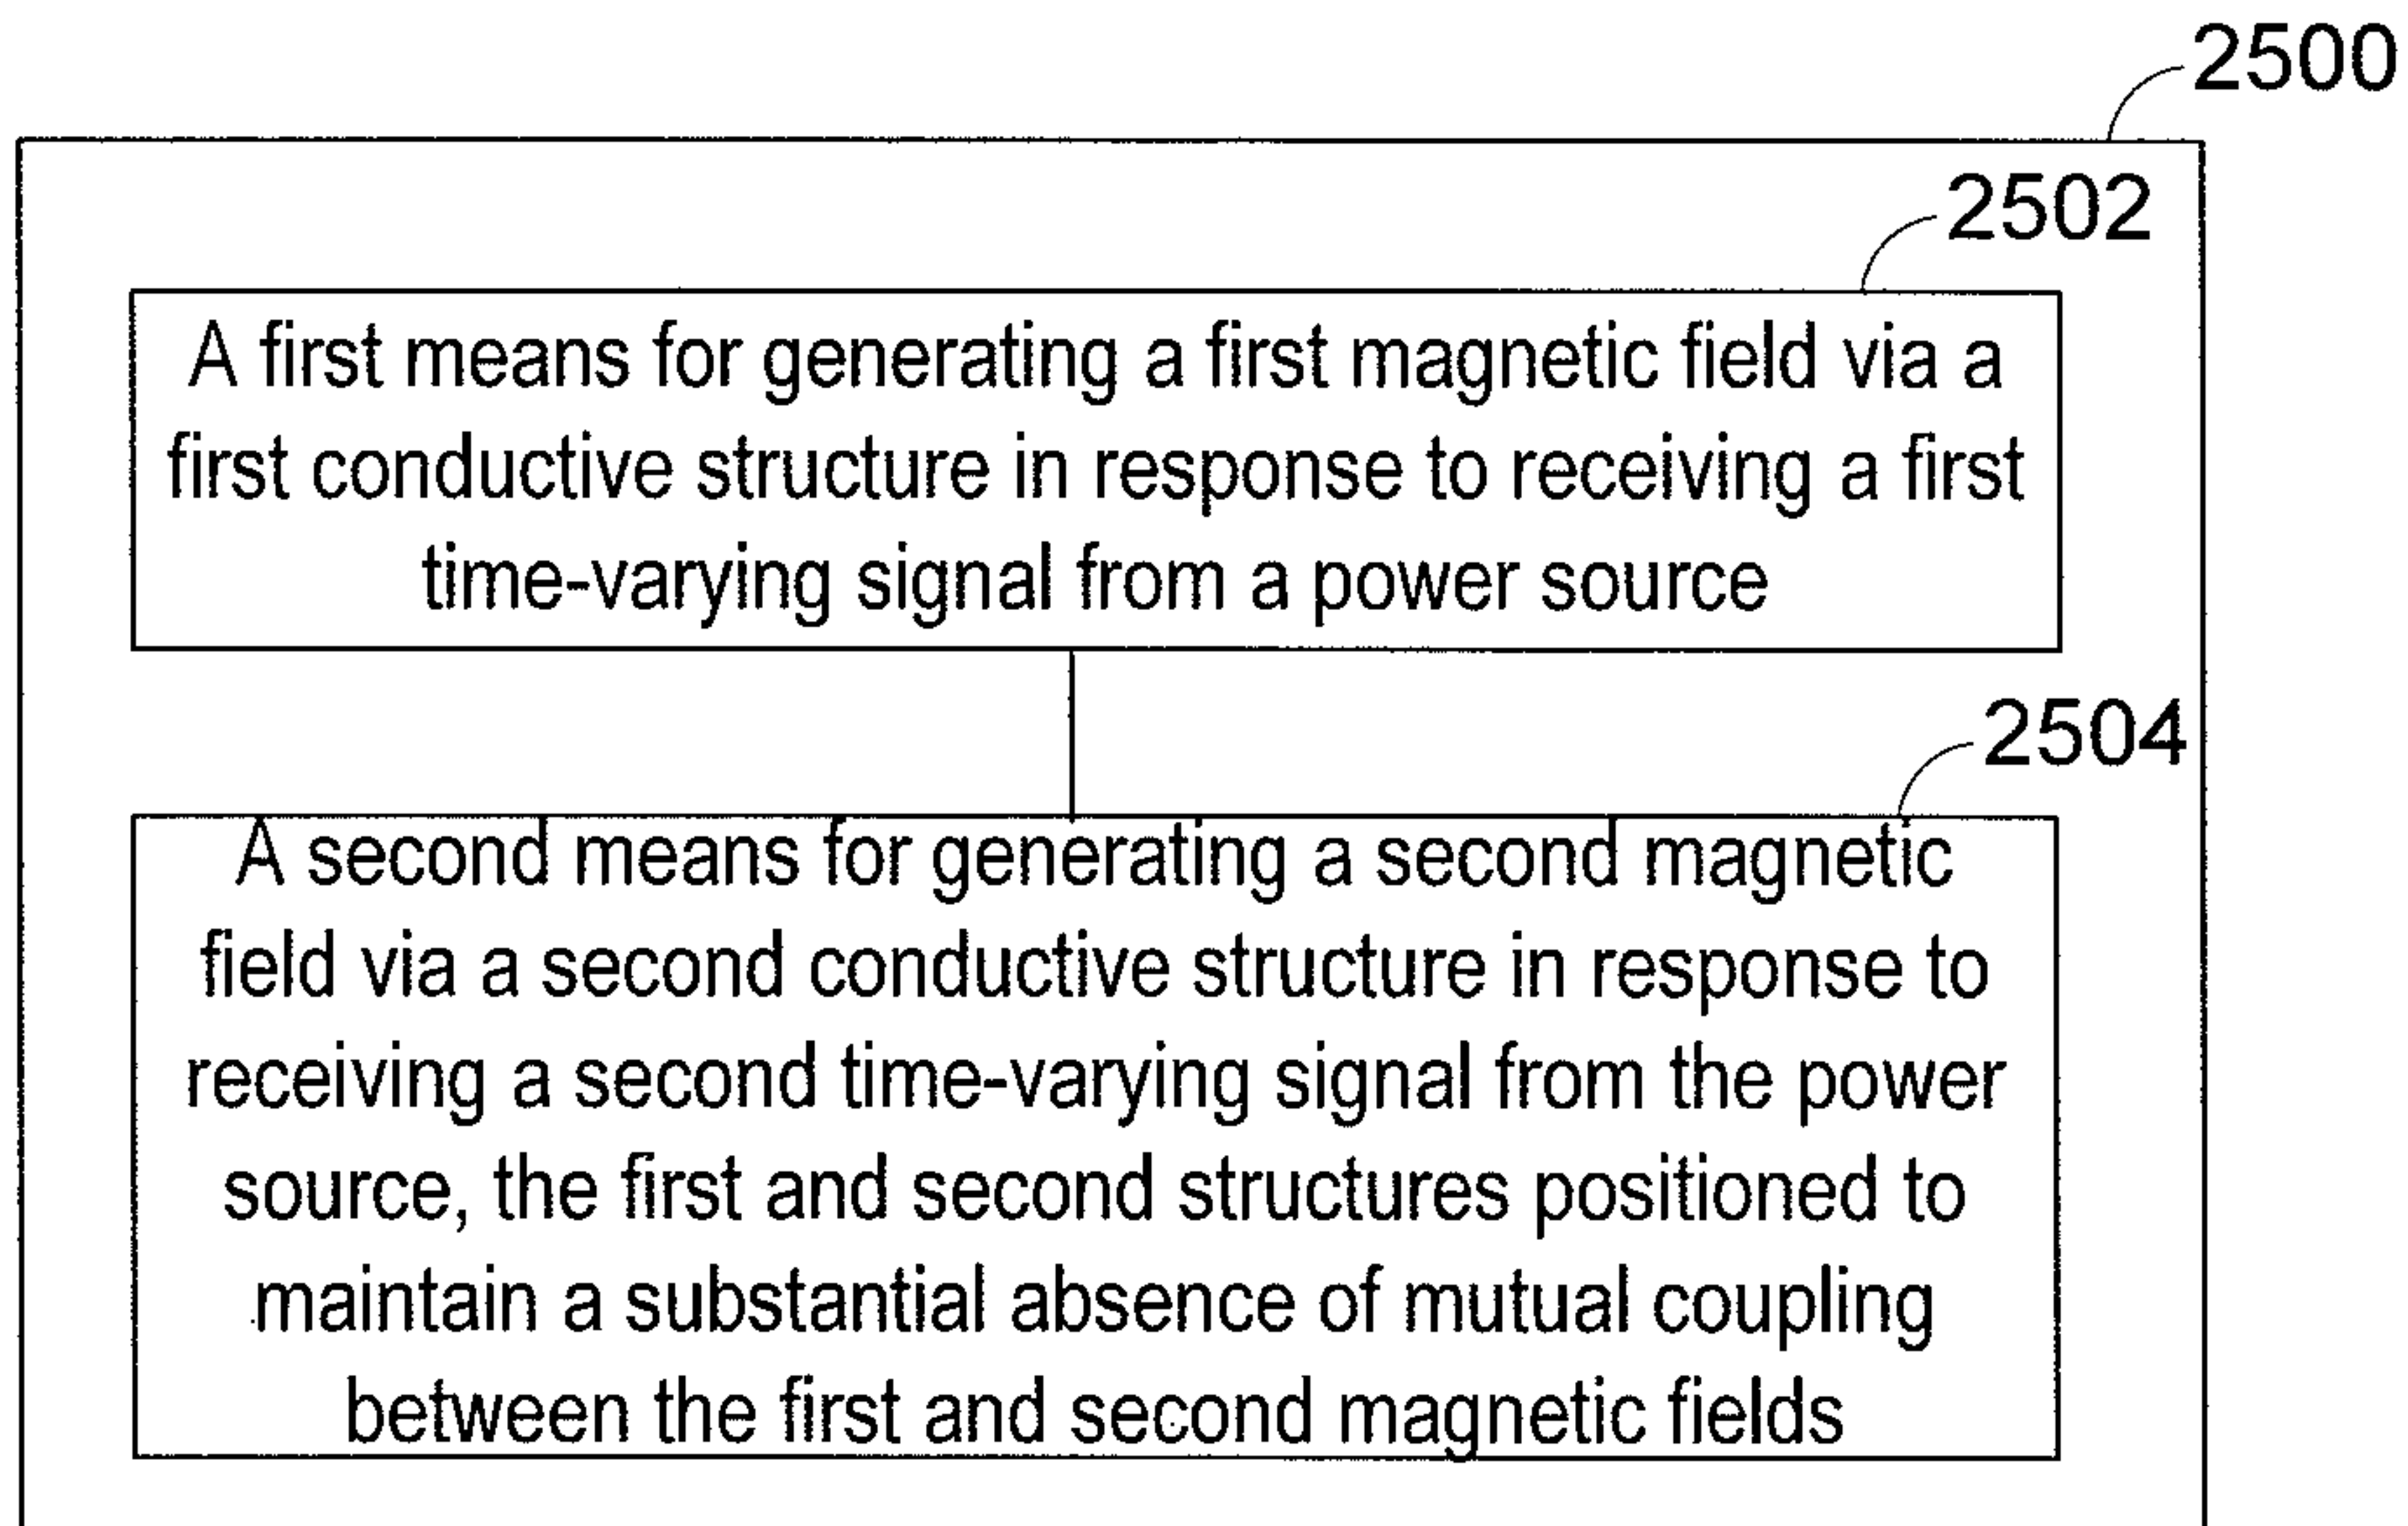 2500
2502
A first means for generating a first magnetic field via a
first conductive structure in response to receiving a first
time-varying signal from a power source
2504
A second means for generating a second magnetic
field via a second conductive structure in response to
receiving a second time-varying signal from the power
source, the first and second structures positioned to
maintain a substantial absence of mutual coupling
between the first and second magnetic fields